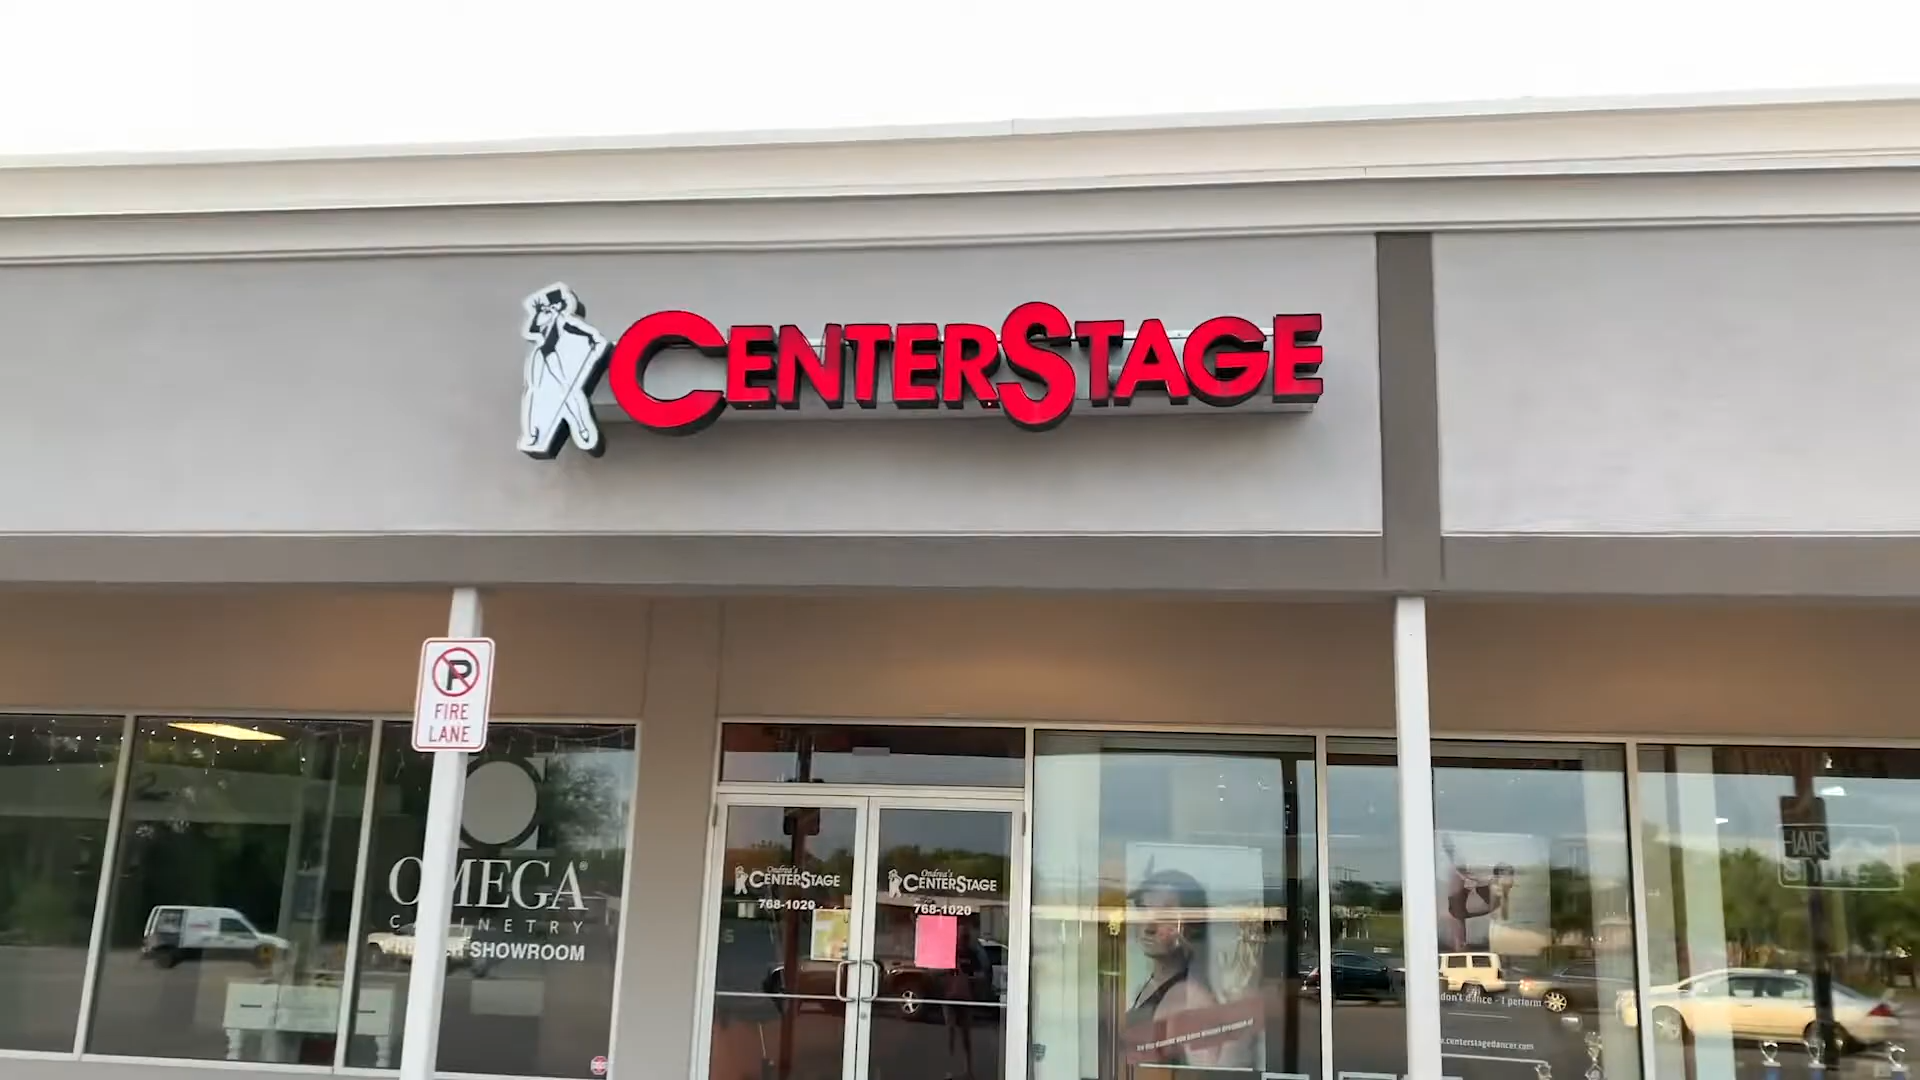 CENTERSTAGE
P
FIRE
LANE
OMEGA®
CABINETRY
SHOWROOM
Ondrea's
CENTERSTAGE
768-1020
Ondrea's
CENTERSTAGE
768-1020
HAIR
don't dance - I perform
.centerstagedancer.com